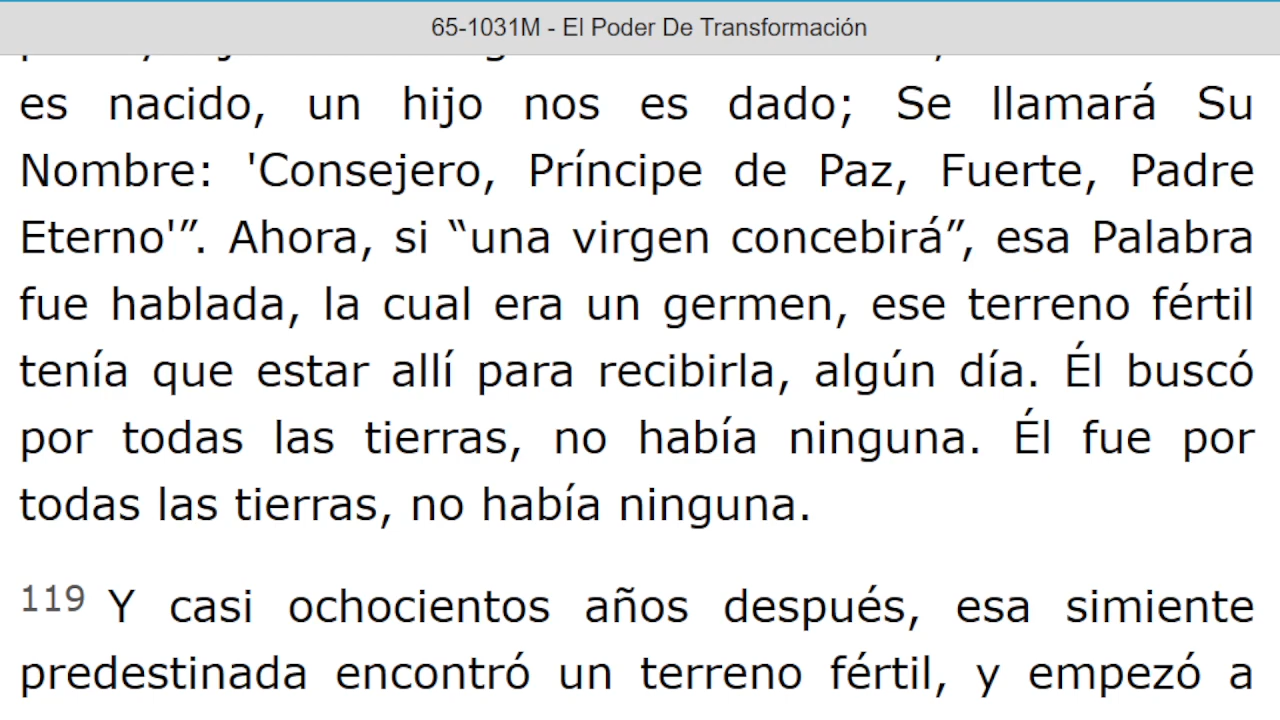 65-1031M - El Poder De Transformación
es nacido, un hijo nos es dado; Se llamará Su
Nombre: 'Consejero, Príncipe de Paz, Fuerte, Padre
Eterno'”. Ahora, si “una virgen concebirá”, esa Palabra
fue hablada, la cual era un germen, ese terreno fértil
tenía que estar allí para recibirla, algún día. Él buscó
por todas las tierras, no había ninguna. Él fue por
todas las tierras, no había ninguna.
119 Y casi ochocientos años después, esa simiente
predestinada encontró un terreno fértil, y empezó a